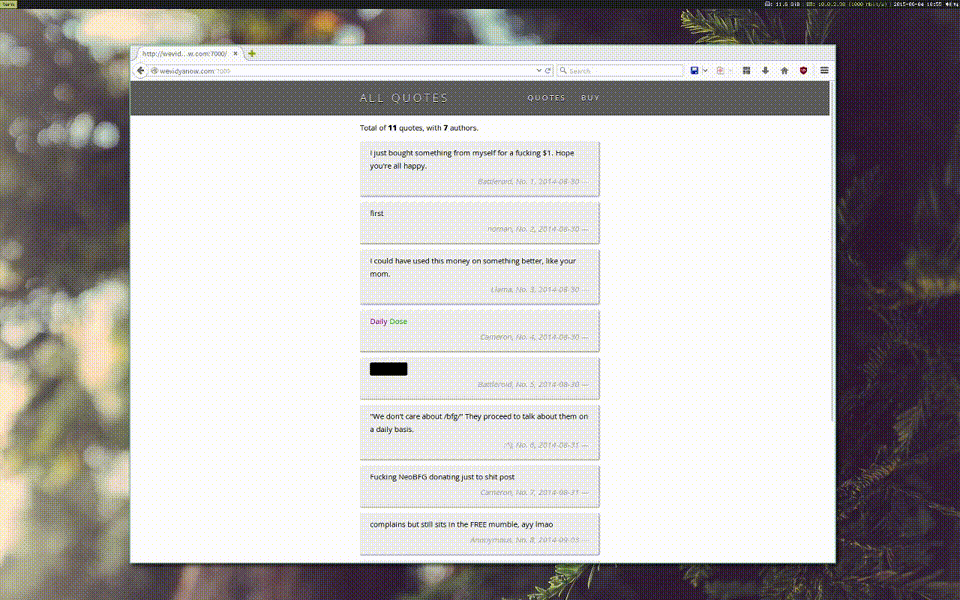 11.6 GiB | 10.0.2.30 (1000 Mbit/s) | 2015-06-04 18:55
http://wevid...w.com:7000/
wevidyanow.com:7000
Search
ALL QUOTES
QUOTES BUY
Total of 11 quotes, with 7 authors.
I just bought something from myself for a fucking $1. Hope
you're all happy.
Battleroid, No. 1, 2014-08-30 —
first
noman, No. 2, 2014-08-30 —
I could have used this money on something better, like your
mom.
Llama, No. 3, 2014-08-30 —
Daily Dose
Cameron, No. 4, 2014-08-30 —
Battleroid, No. 5, 2014-08-30 —
"We don't care about /bfg/" They proceed to talk about them on
a daily basis.
No. 6, 2014-08-31 —
Fucking NeoBFG donating just to shit post
Cameron, No. 7, 2014-08-31 —
complains but still sits in the FREE mumble, ayy lmao
Anonymous, No. 8, 2014-09-03 —